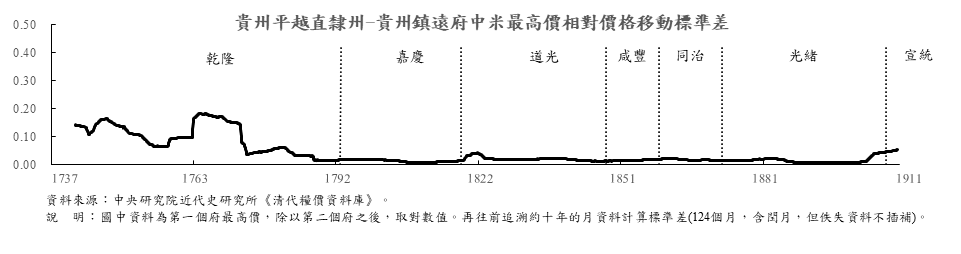 貴州平越直隸州-貴州鎮遠府中米最高價相對價格移動標準差
0.50
0.40
0.30
0.20
0.10
0.00
乾隆 嘉慶 道光 咸豐 同治 光緒 宣統
1737 1763 1792 1822 1851 1881 1911
資料來源：中央研究院近代史研究所《清代糧價資料庫》。
說　明：圖中資料為第一個府最高價，除以第二個府之後，取對數值。再往前追溯約十年的月資料計算標準差(124個月，含閏月，但佚失資料不插補)。